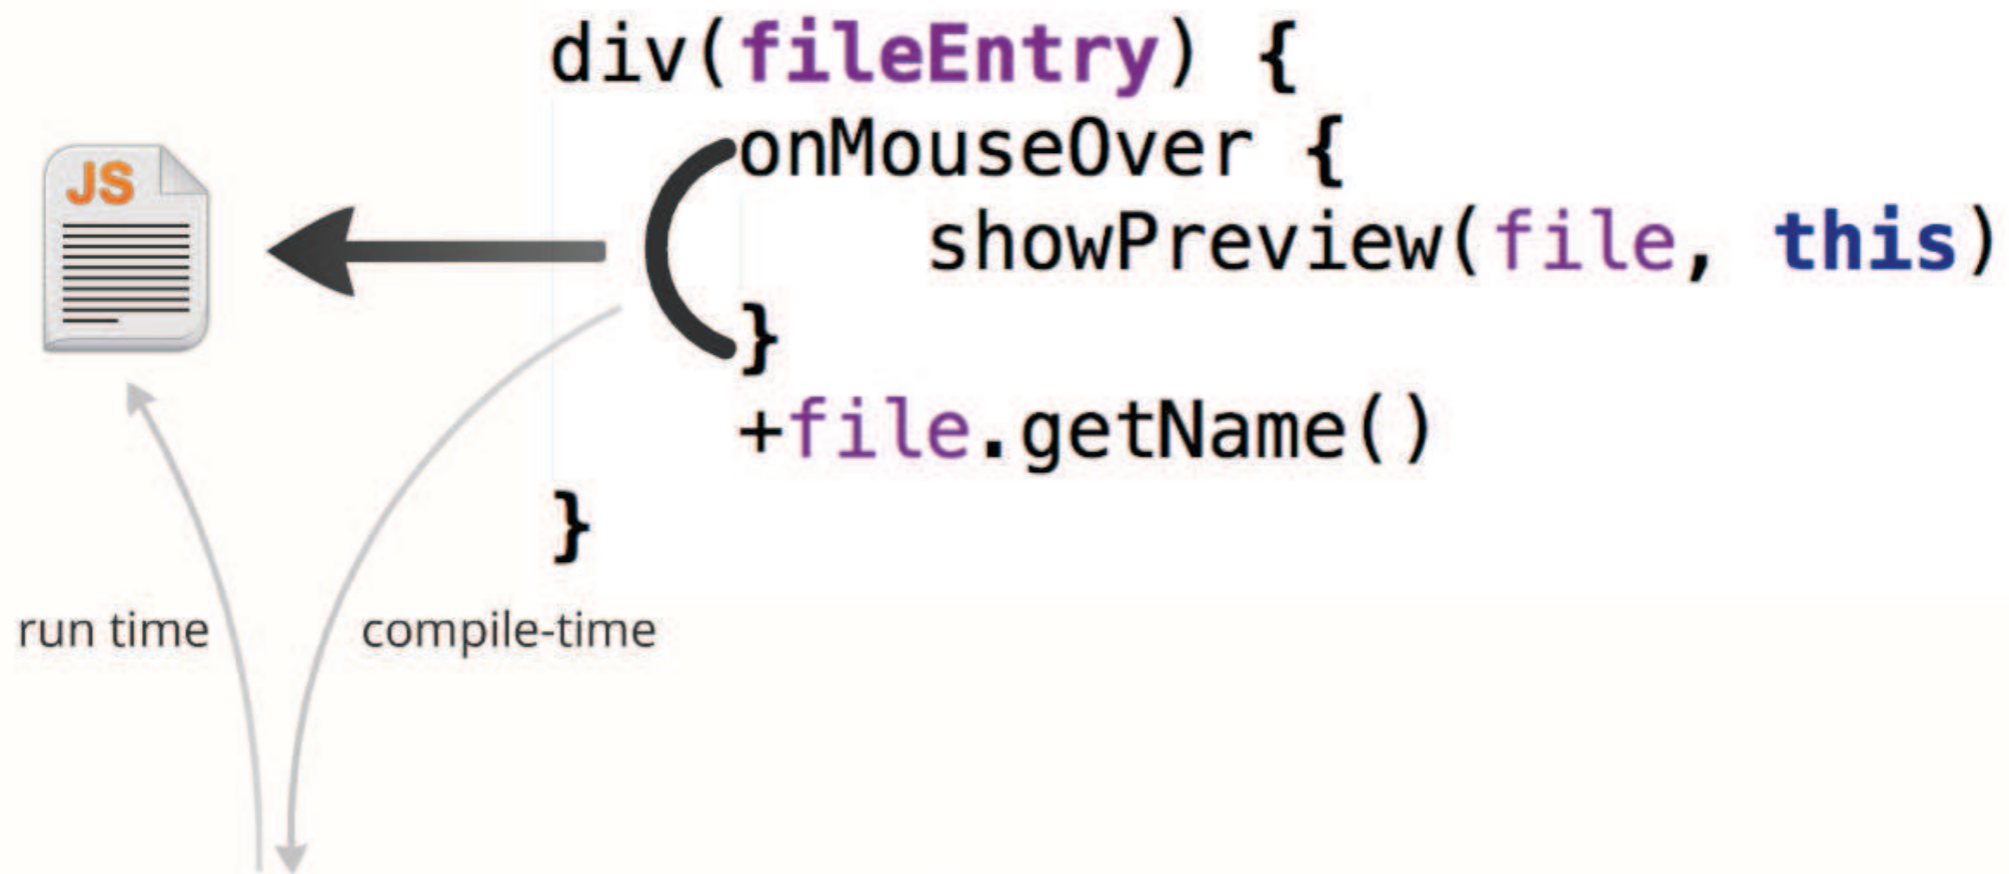 div(fileEntry) {
onMouseOver {
JS
showPreview(file, this)
}
+file.getName()
}
run time
compile-time